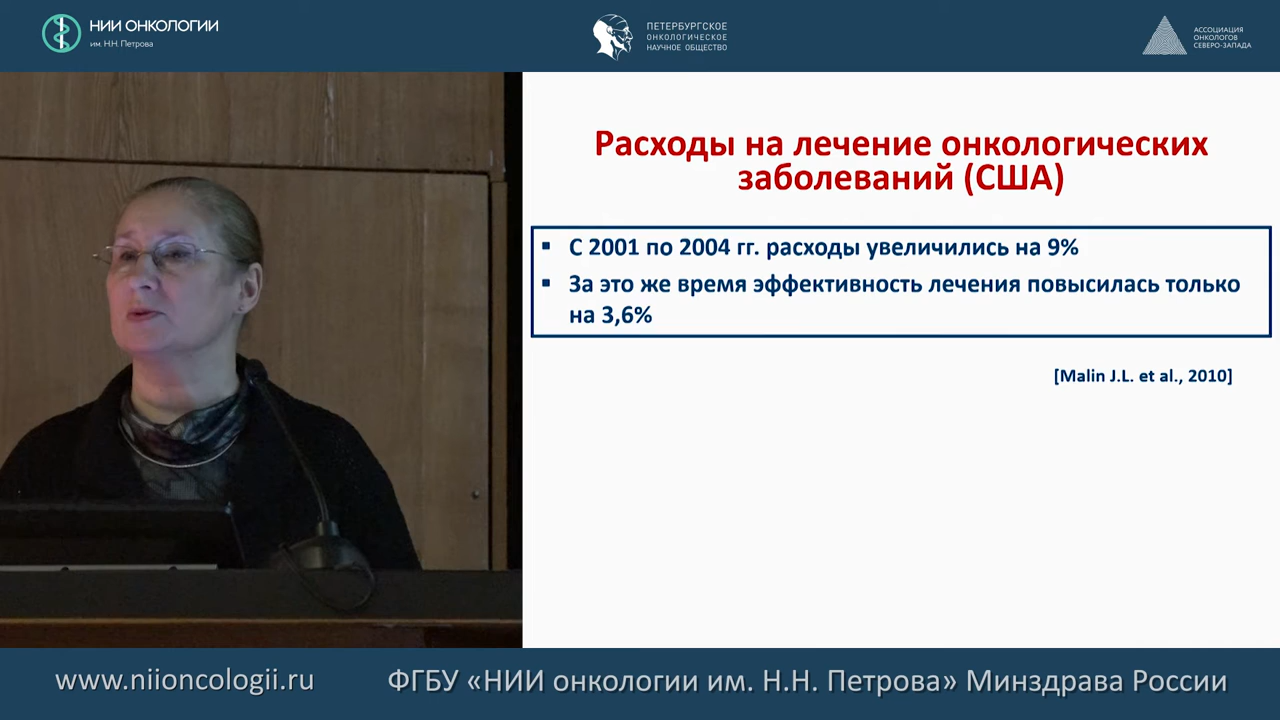 НИИ ОНКОЛОГИИ
им. Н.Н. Петрова
ПЕТЕРБУРГСКОЕ
ОНКОЛОГИЧЕСКОЕ
НАУЧНОЕ ОБЩЕСТВО
АССОЦИАЦИЯ
ОНКОЛОГОВ
СЕВЕРО-ЗАПАДА
Расходы на лечение онкологических
заболеваний (США)
▪ С 2001 по 2004 гг. расходы увеличились на 9%
▪ За это же время эффективность лечения повысилась только
на 3,6%
[Malin J.L. et al., 2010]
www.niioncologii.ru
ФГБУ «НИИ онкологии им. Н.Н. Петрова» Минздрава России